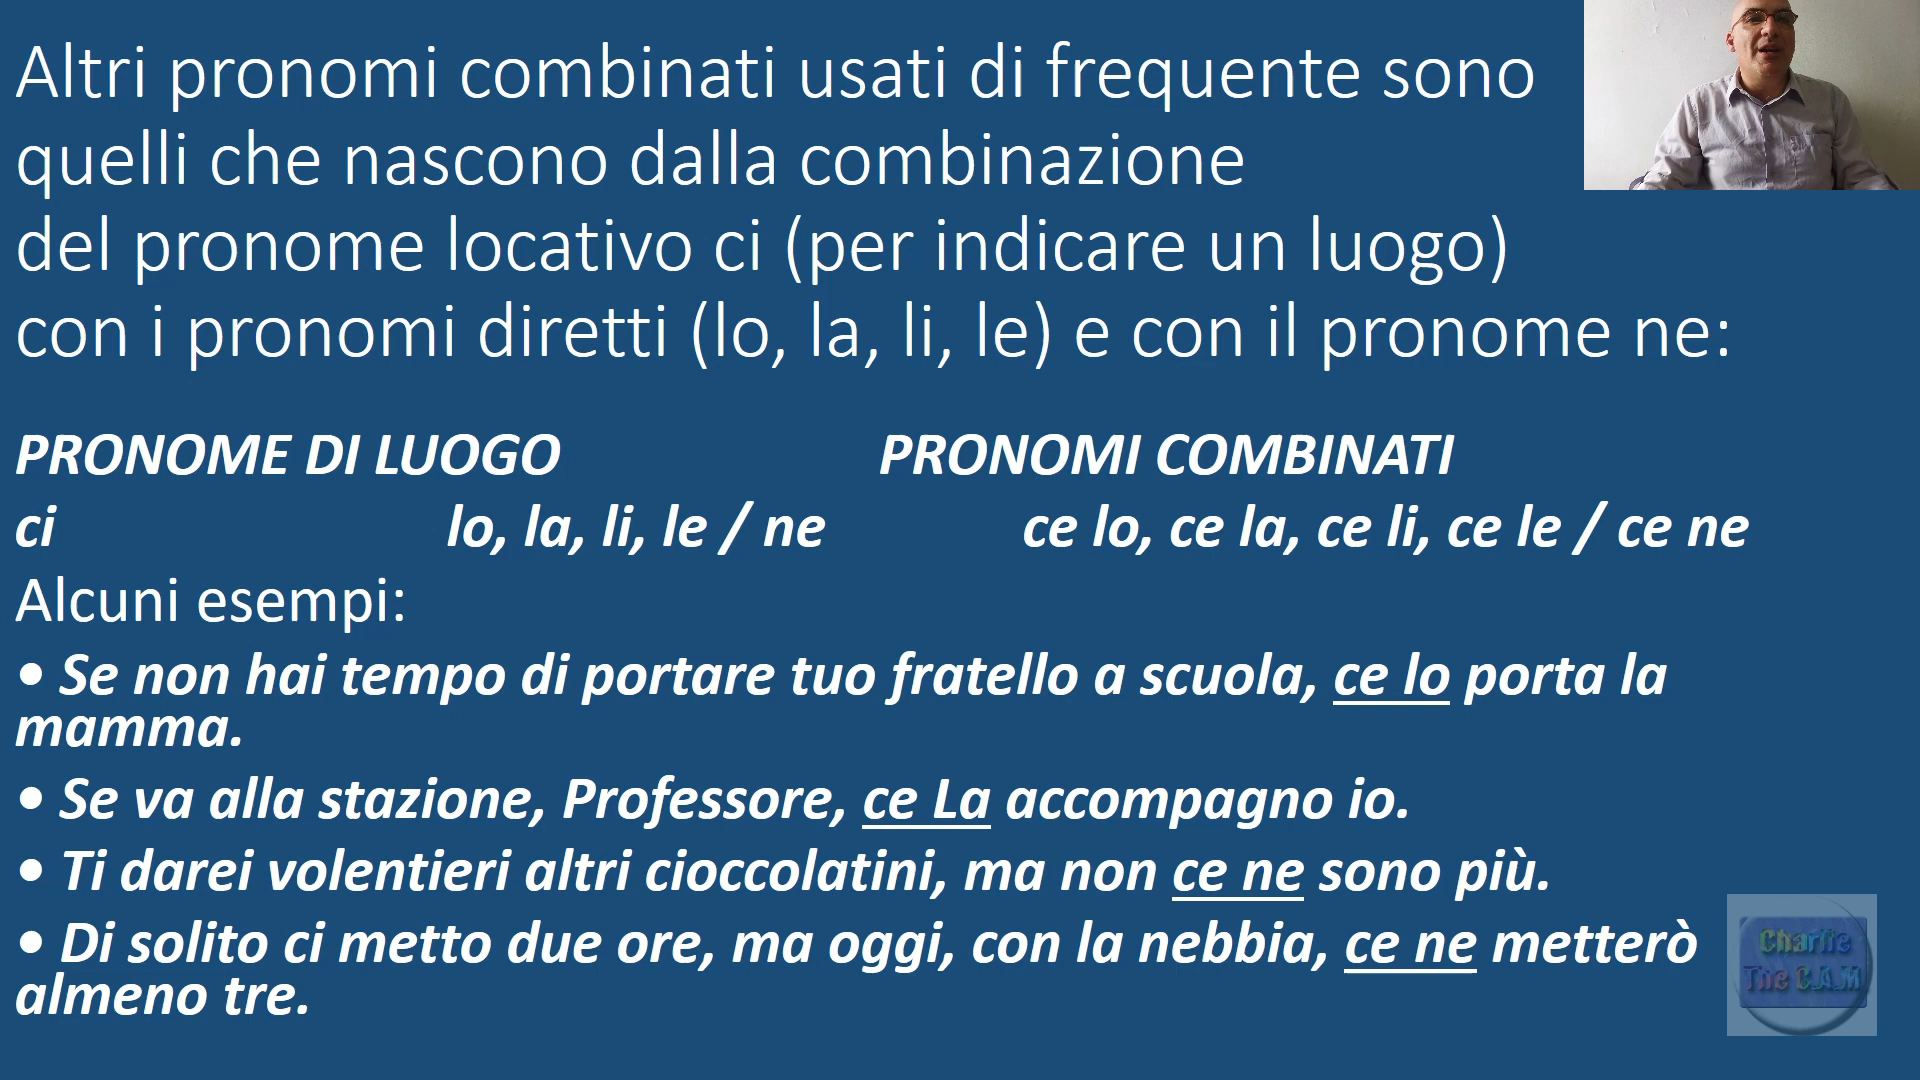 Altri pronomi combinati usati di frequente sono
quelli che nascono dalla combinazione
del pronome locativo ci (per indicare un luogo)
con i pronomi diretti (lo, la, li, le) e con il pronome ne:
PRONOME DI LUOGO PRONOMI COMBINATI
ci lo, la, li, le / ne ce lo, ce la, ce li, ce le / ce ne
Alcuni esempi:
• Se non hai tempo di portare tuo fratello a scuola, ce lo porta la
mamma.
• Se va alla stazione, Professore, ce La accompagno io.
• Ti darei volentieri altri cioccolatini, ma non ce ne sono più.
• Di solito ci metto due ore, ma oggi, con la nebbia, ce ne metterò
almeno tre.
Charlie
The C.A.M